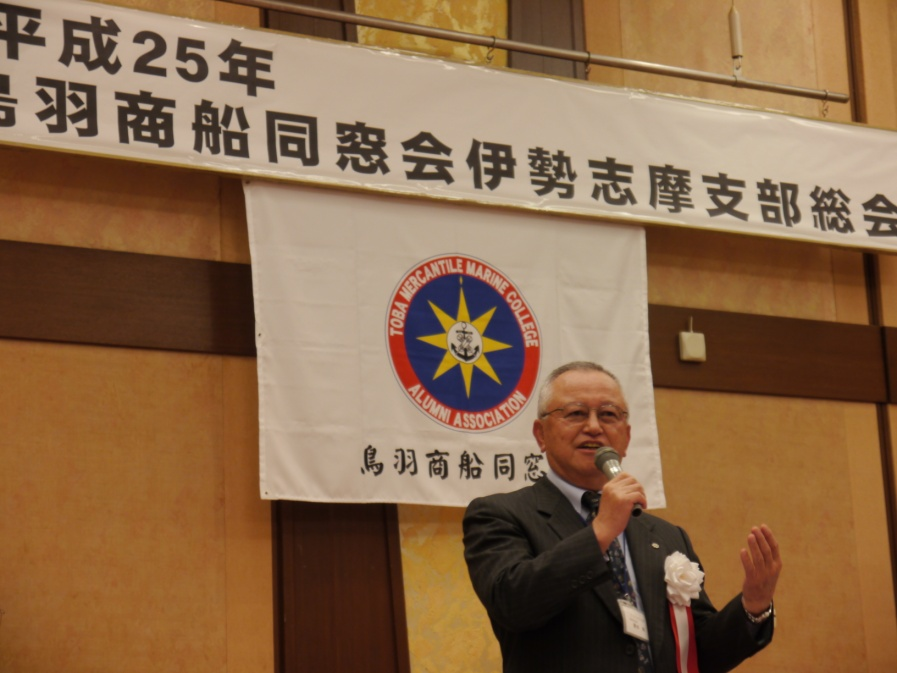 平成25年
鳥羽商船同窓会伊勢志摩支部総会
TOBA MERCANTILE MARINE COLLEGE
ALUMNI ASSOCIATION
鳥羽商船同窓